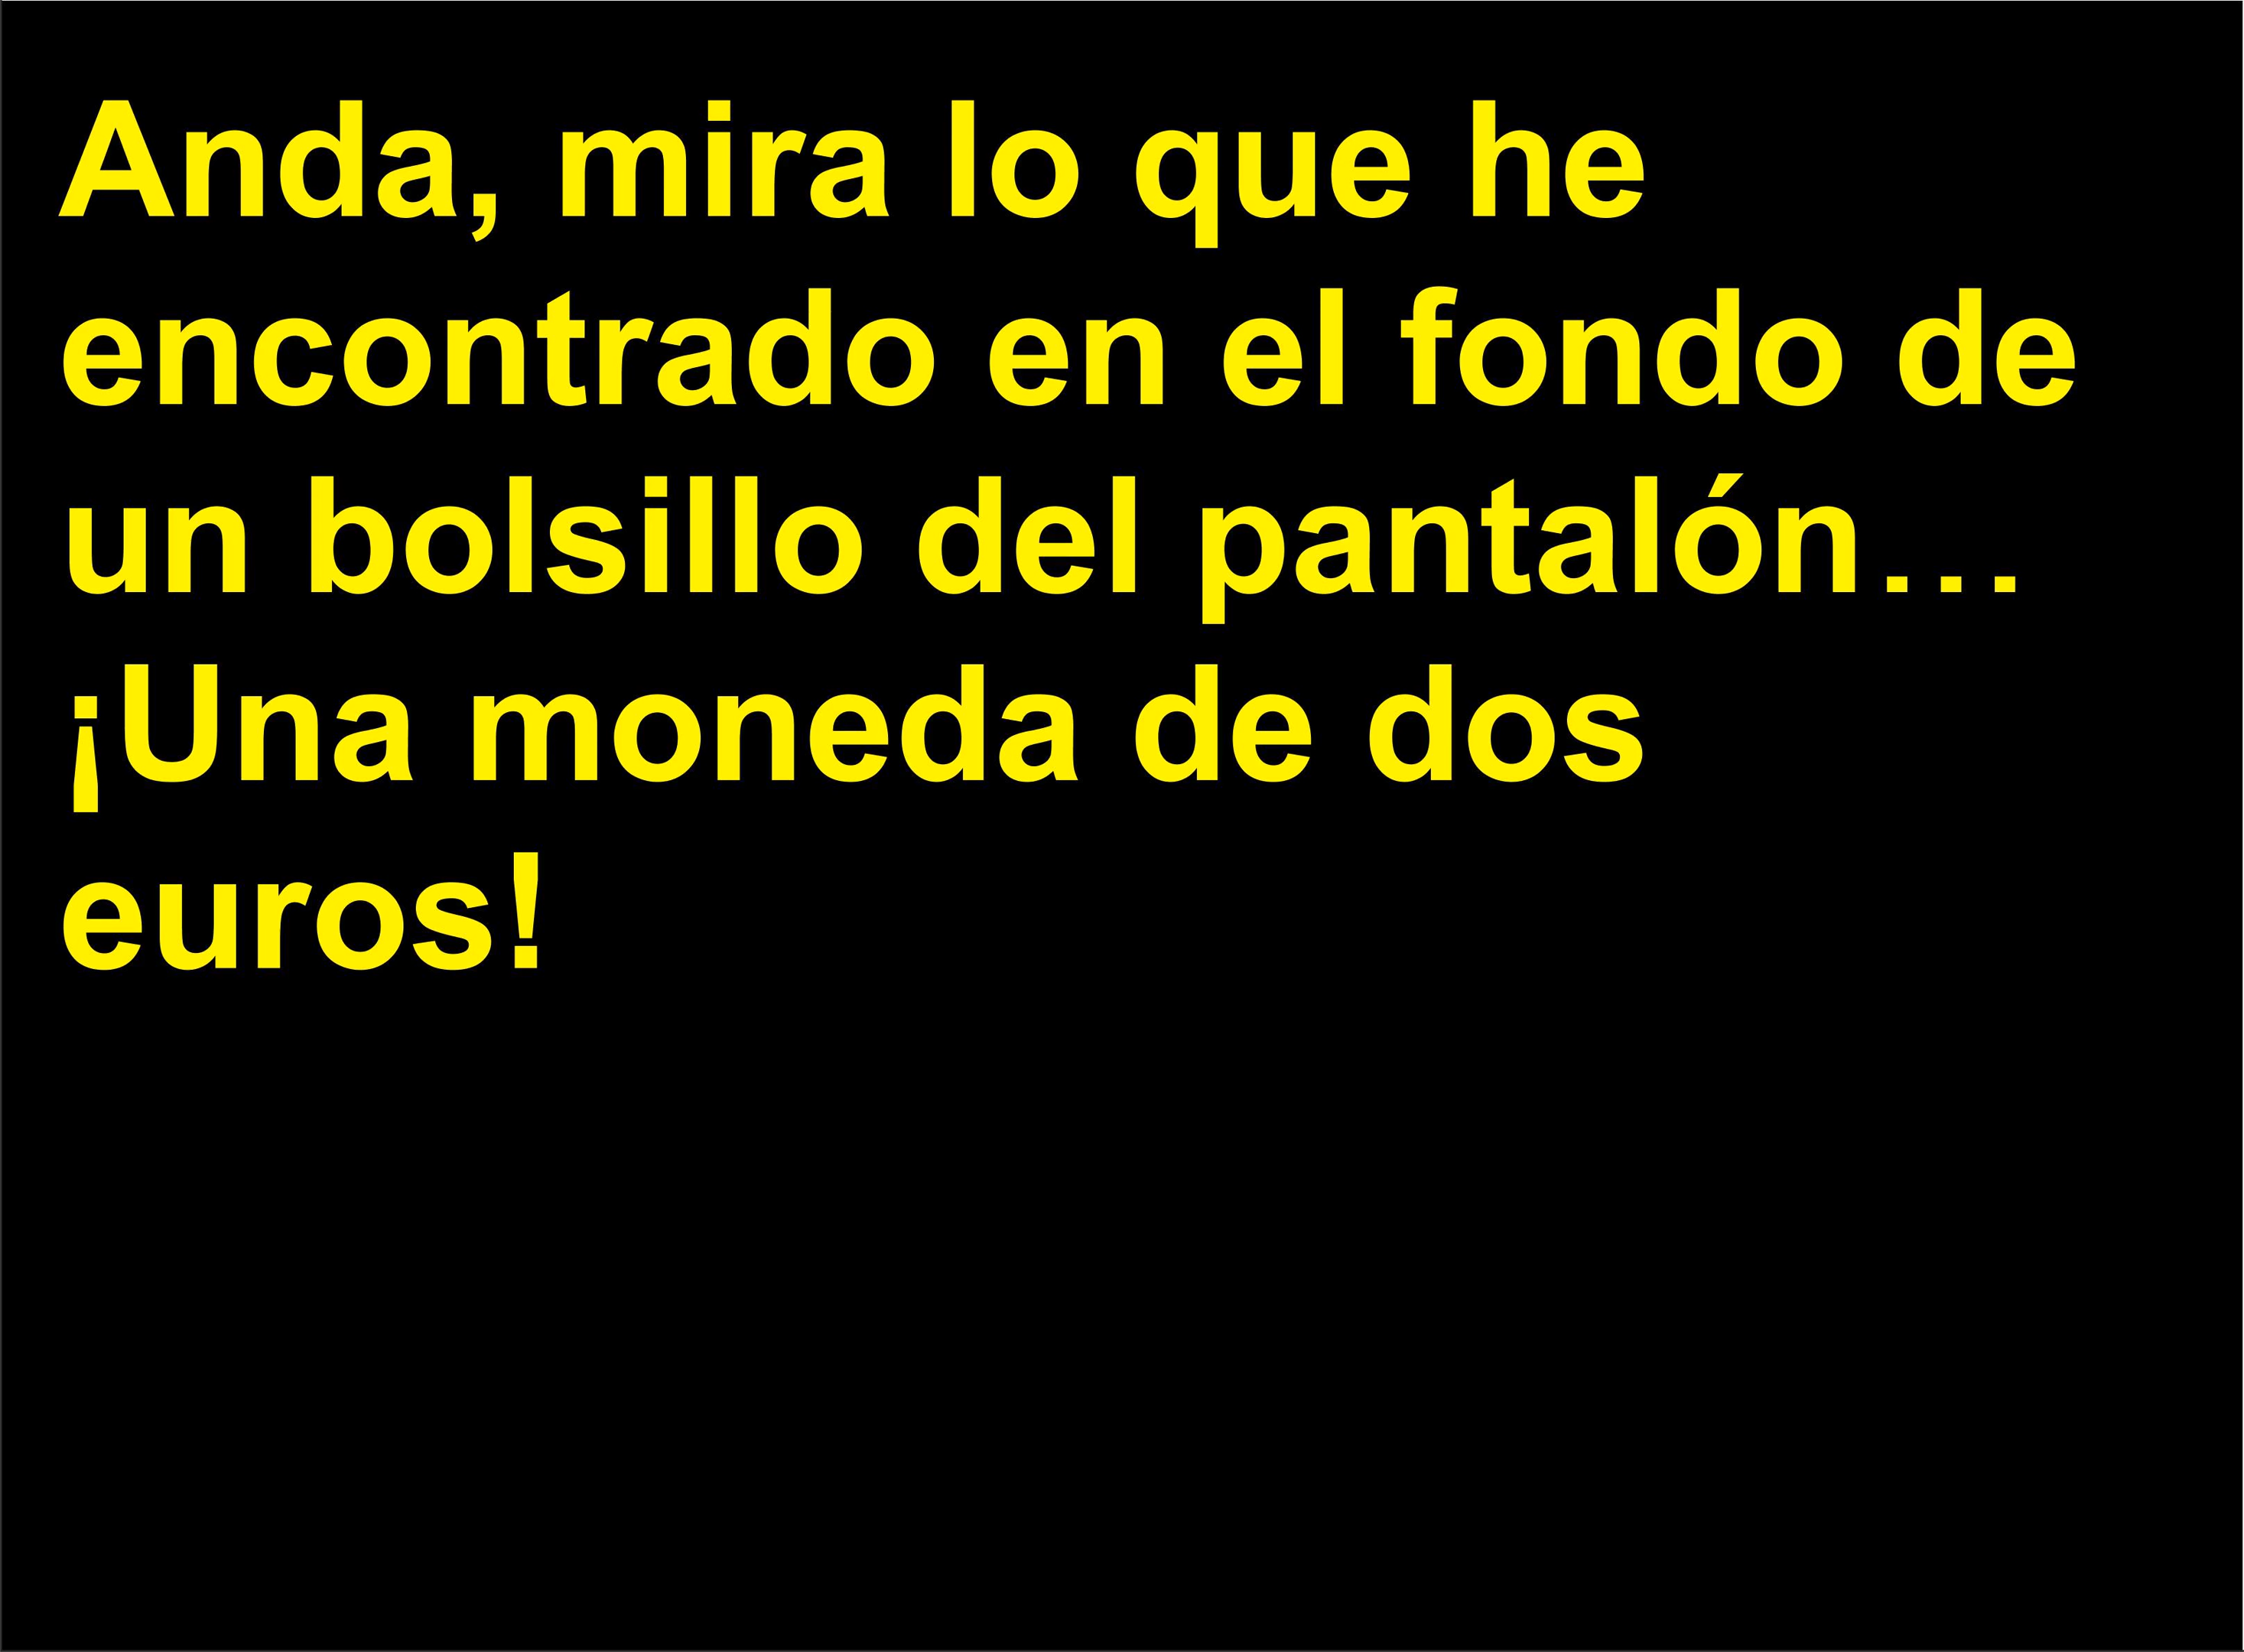 Anda, mira lo que he
encontrado en el fondo de
un bolsillo del pantalón…
¡Una moneda de dos
euros!